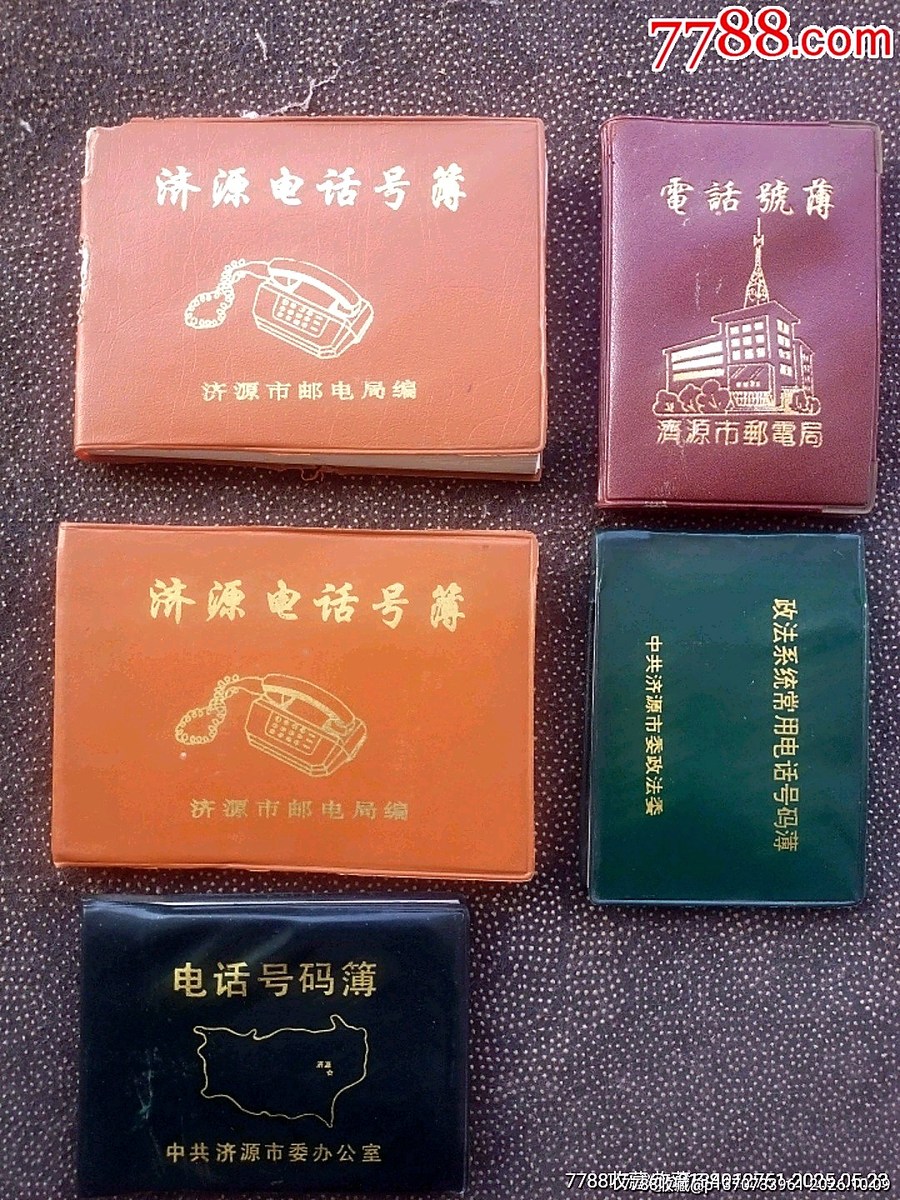 7788.com
济源电话号薄
济源市邮电局编
電話號薄
濟源市郵電局
济源电话号薄
济源市邮电局编
政法系统常用电话号码薄
中共济源市委政法委
电话号码簿
济源
中共济源市委办公室